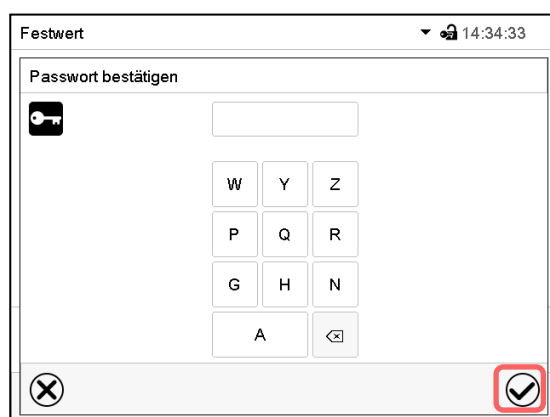 Festwert 14:34:33
Passwort bestätigen
W Y Z
P Q R
G H N
A